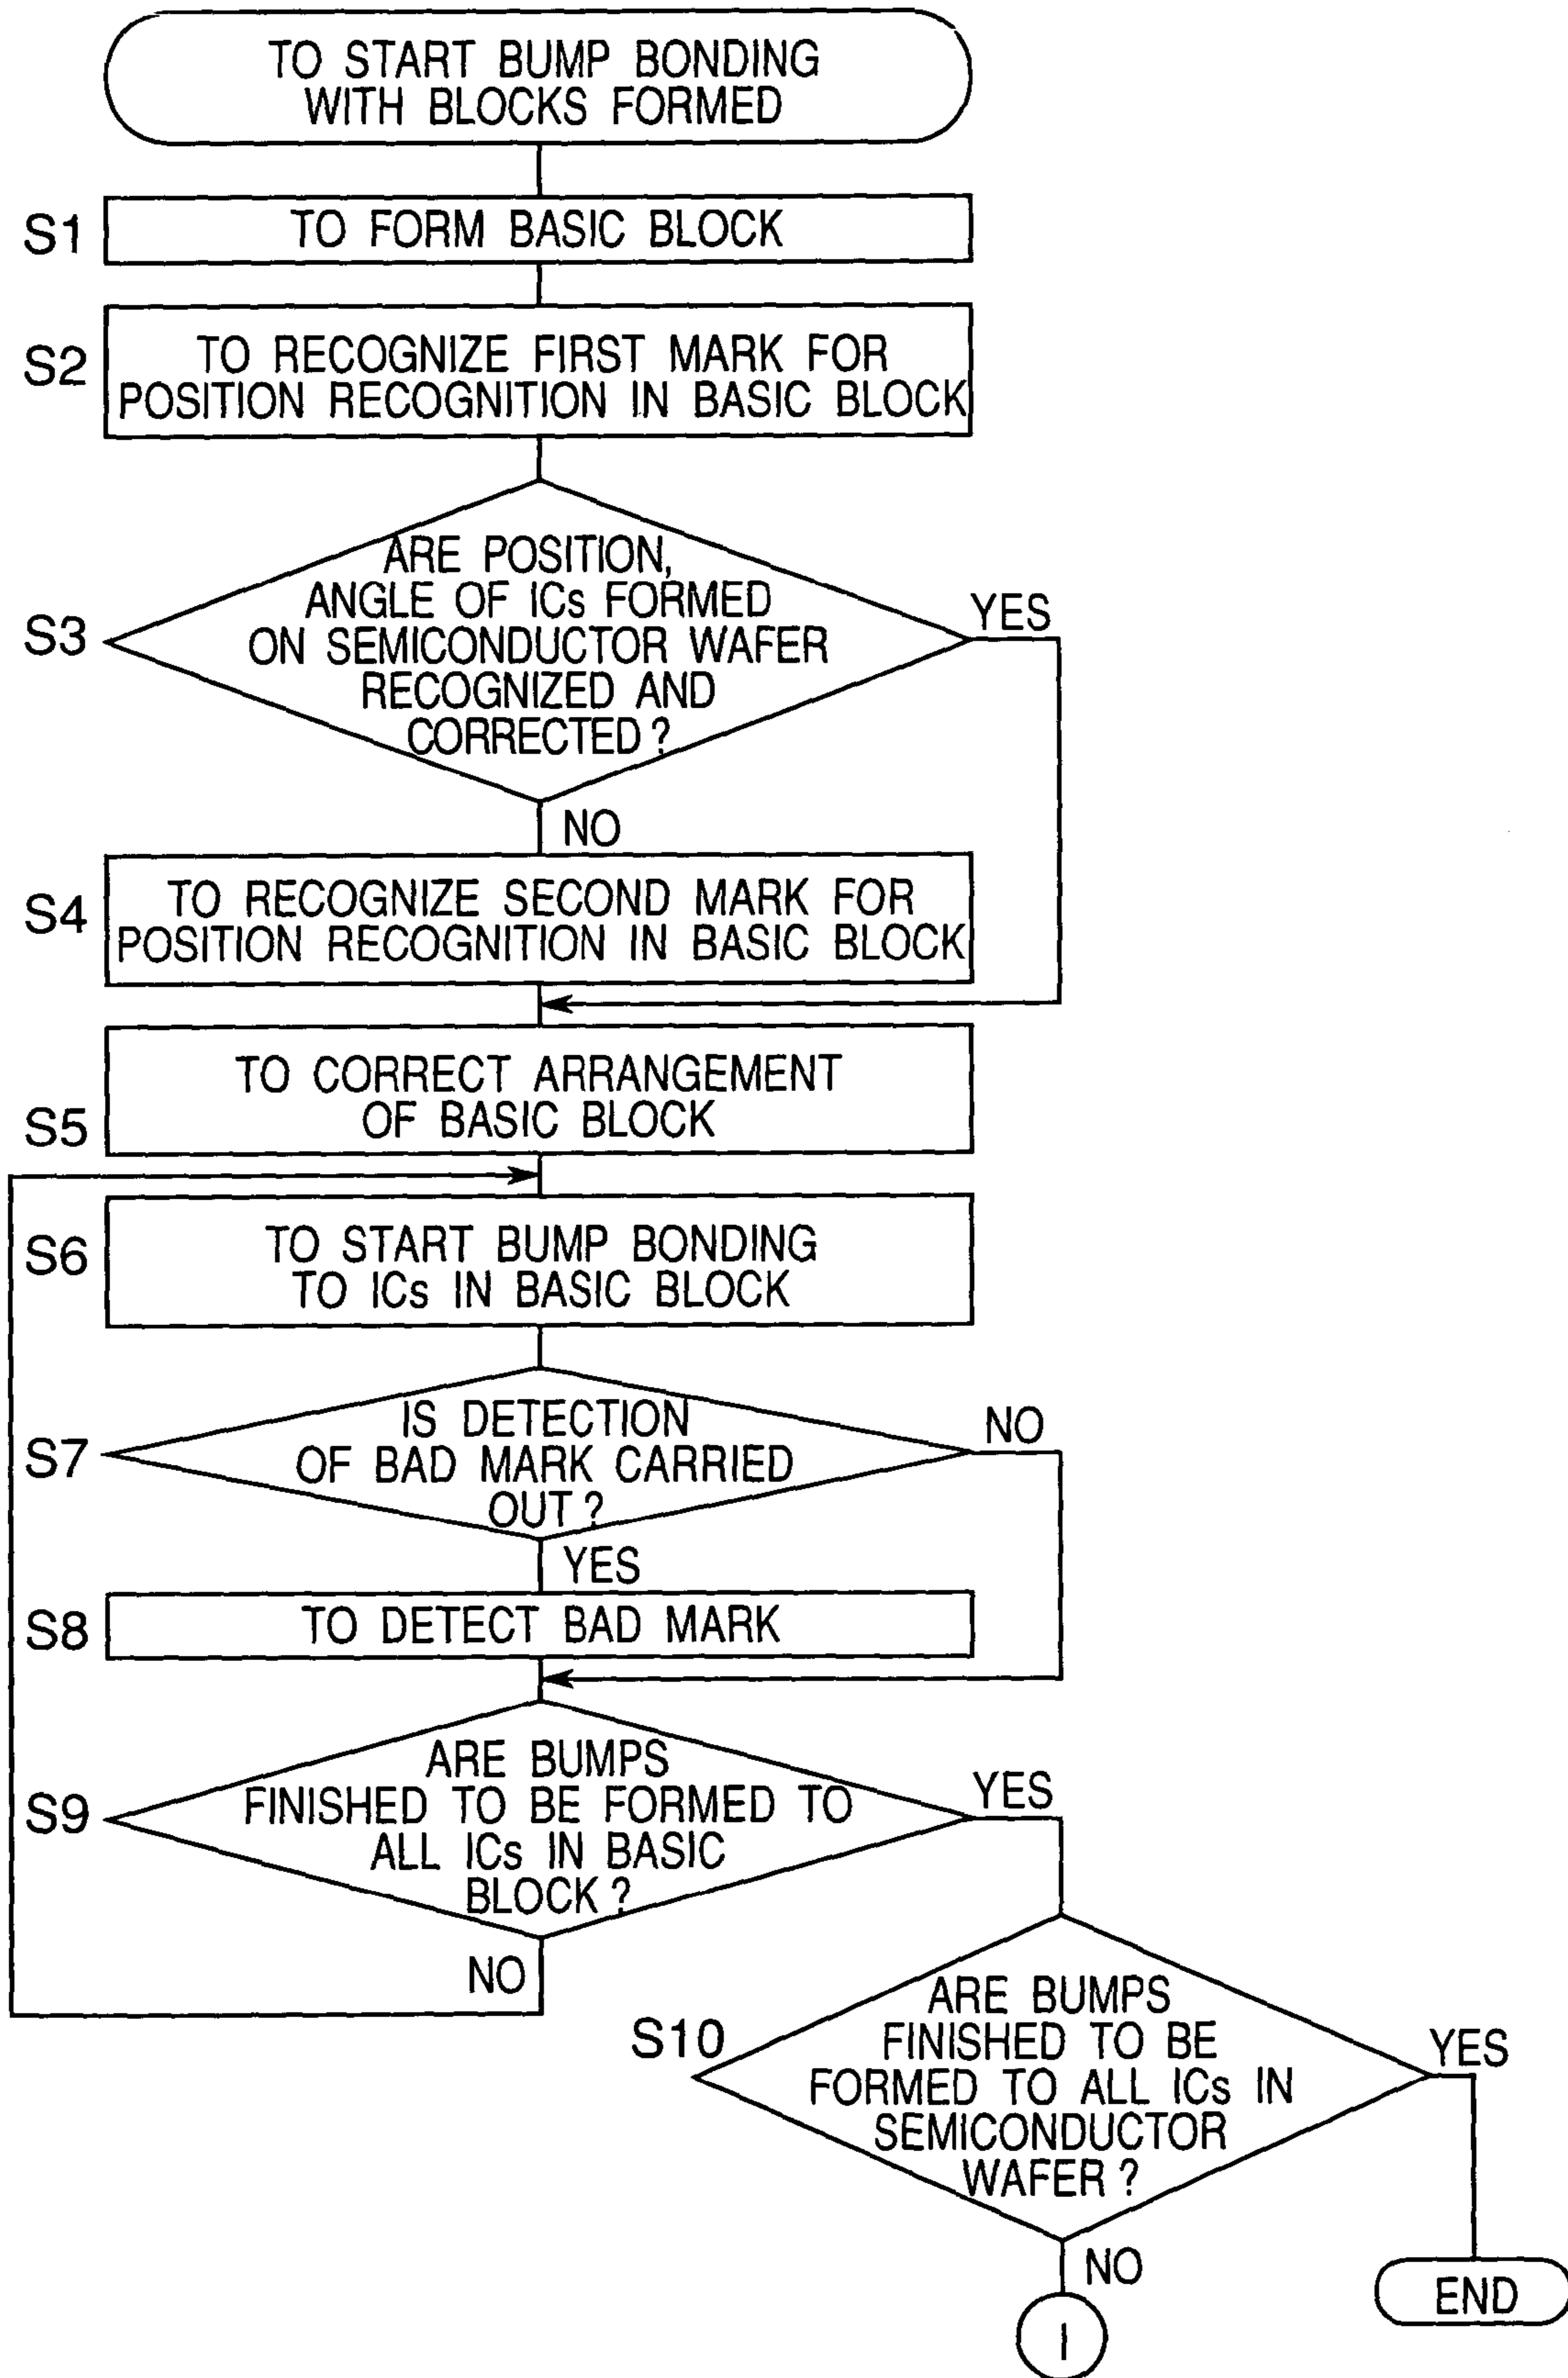 TO START BUMP BONDING
WITH BLOCKS FORMED
S1
TO FORM BASIC BLOCK
S2
TO RECOGNIZE FIRST MARK FOR
POSITION RECOGNITION IN BASIC BLOCK
S3
ARE POSITION,
ANGLE OF ICs FORMED
ON SEMICONDUCTOR WAFER
RECOGNIZED AND
CORRECTED ?
YES
NO
S4
TO RECOGNIZE SECOND MARK FOR
POSITION RECOGNITION IN BASIC BLOCK
S5
TO CORRECT ARRANGEMENT
OF BASIC BLOCK
S6
TO START BUMP BONDING
TO ICs IN BASIC BLOCK
S7
IS DETECTION
OF BAD MARK CARRIED
OUT ?
NO
YES
S8
TO DETECT BAD MARK
S9
ARE BUMPS
FINISHED TO BE FORMED TO
ALL ICs IN BASIC
BLOCK ?
YES
NO
S10
ARE BUMPS
FINISHED TO BE
FORMED TO ALL ICs IN
SEMICONDUCTOR
WAFER ?
YES
NO
END
I